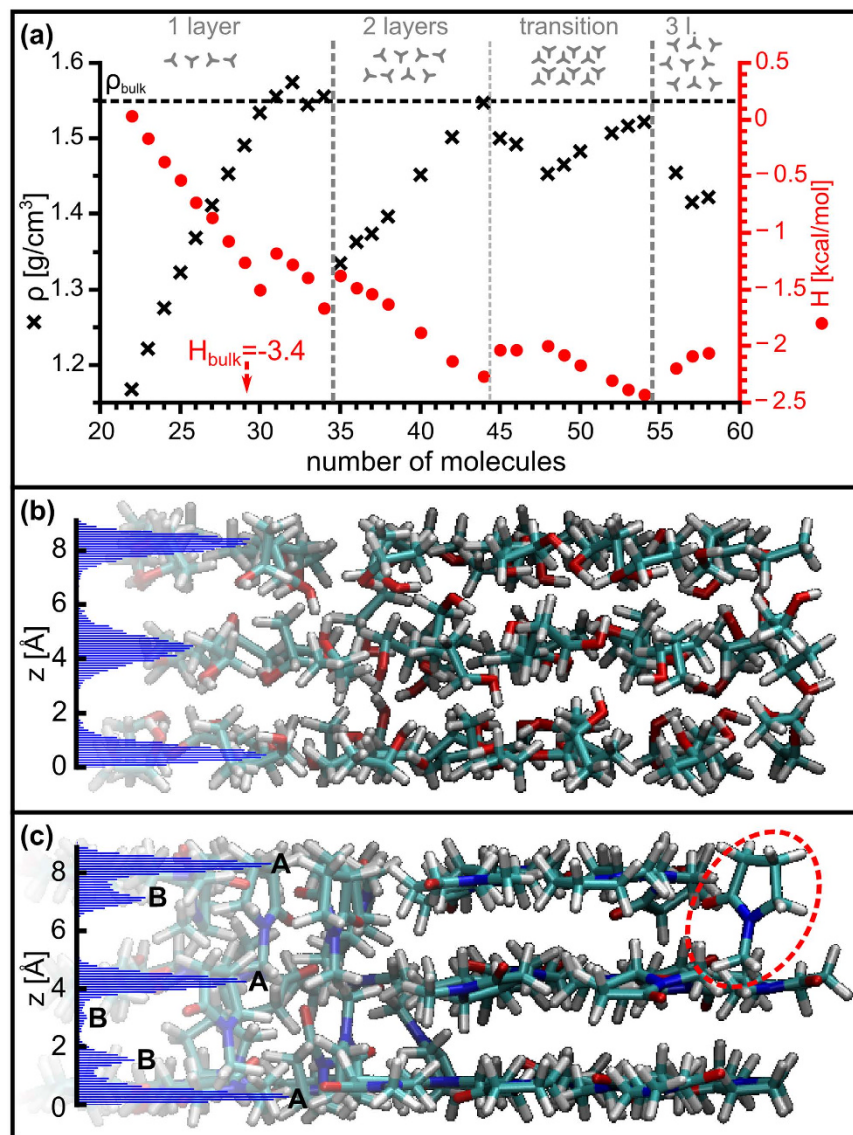 (a)
1 layer 2 layers transition 3 l.
ρbulk
1.6
1.5
1.4
1.3
1.2
ρ [g/cm³]
0.5
0
−0.5
−1
−1.5
−2
−2.5
H [kcal/mol]
Hbulk=-3.4
20 25 30 35 40 45 50 55 60
number of molecules
(b)
8
6
4
2
0
z [Å]
(c)
8
6
4
2
0
z [Å]
A
B
A
B
B
A